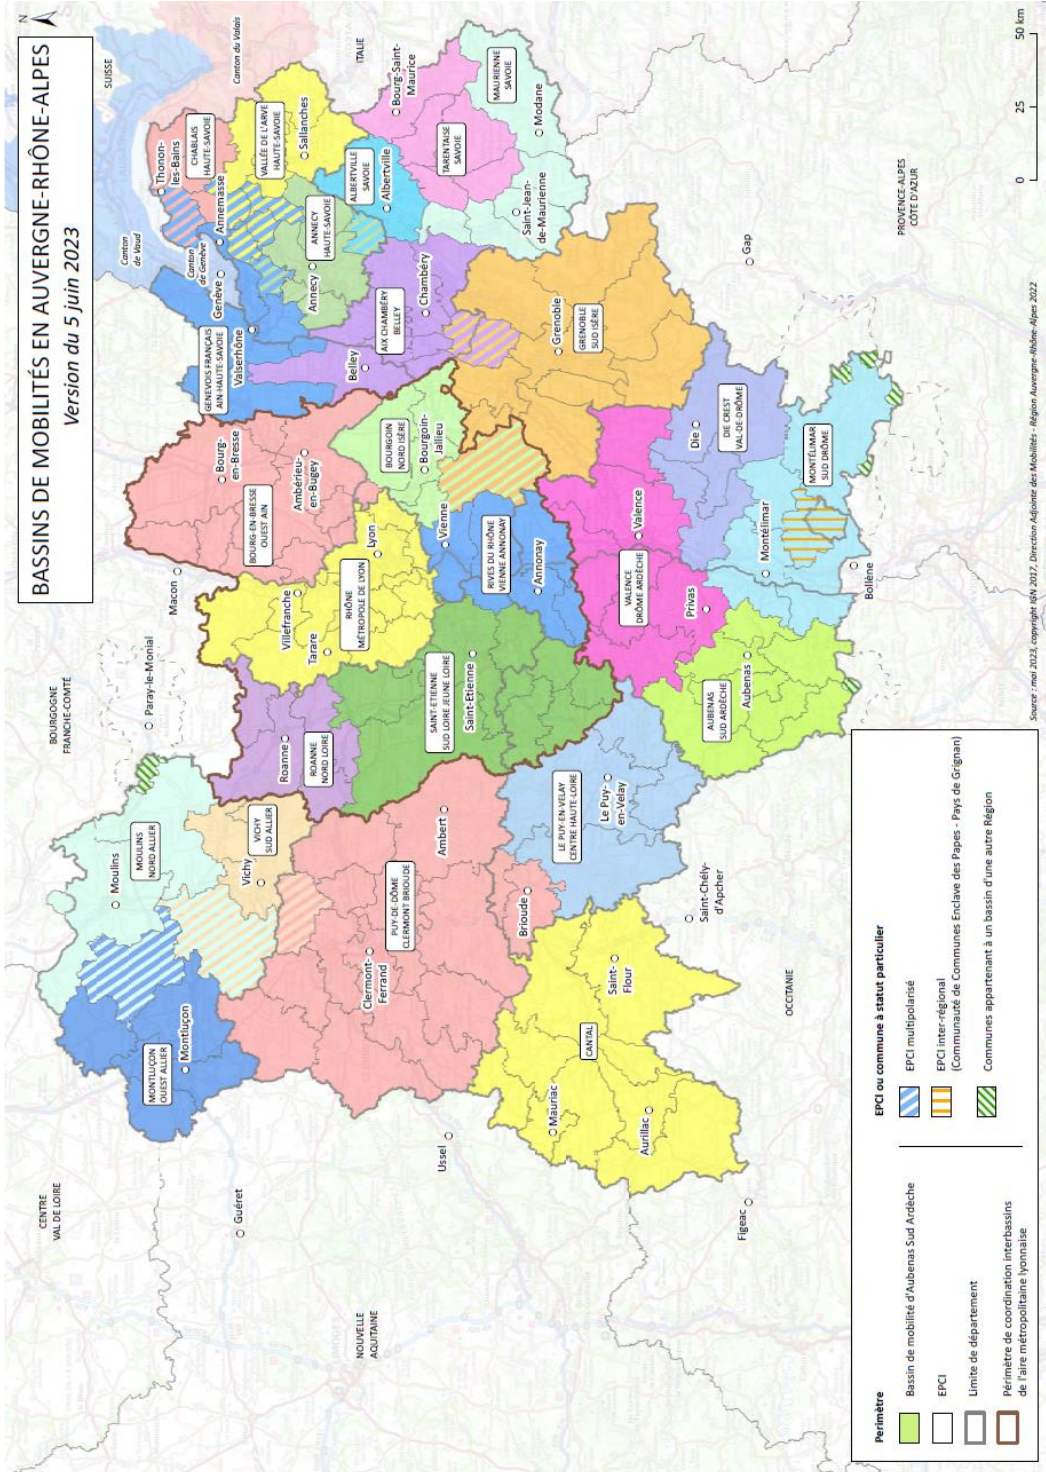 BASSINS DE MOBILITÉS EN AUVERGNE-RHÔNE-ALPES
Version du 5 juin 2023
N
CENTRE
VAL DE LOIRE
BOURGOGNE
FRANCHE-COMTÉ
SUISSE
Canton
de Vaud
Canton du Valais
Canton
de Genève
ITALIE
NOUVELLE
AQUITAINE
OCCITANIE
PROVENCE-ALPES
CÔTE D'AZUR
MONTLUÇON
OUEST ALLIER
Montluçon
MOULINS
NORD ALLIER
Moulins
VICHY
SUD ALLIER
Vichy
Paray-le-Monial
Macon
Guéret
Ussel
Figeac
ROANNE
NORD LOIRE
Roanne
BOURG-EN-BRESSE
OUEST AIN
Bourg-
en-Bresse
Ambérieu-
en-Bugey
GENEVOIS FRANÇAIS
AIN-HAUTE-SAVOIE
Valserhône
Genève
Annemasse
Thonon-
les-Bains
CHABLAIS
HAUTE-SAVOIE
VALLÉE DE L'ARVE
HAUTE-SAVOIE
Sallanches
ANNECY
HAUTE-SAVOIE
Annecy
ALBERTVILLE
SAVOIE
Albertville
Bourg-Saint-
Maurice
TARENTAISE
SAVOIE
MAURIENNE
SAVOIE
Modane
Saint-Jean-
de-Maurienne
AIX CHAMBÉRY
BELLEY
Belley
Chambéry
RHÔNE
MÉTROPOLE DE LYON
Villefranche
Tarare
Lyon
BOURGOIN
NORD ISÈRE
Bourgoin-
Jallieu
Vienne
RIVES DU RHÔNE
VIENNE ANNONAY
Annonay
SAINT-ETIENNE
SUD LOIRE JEUNE LOIRE
Saint-Etienne
PUY-DE-DÔME
CLERMONT BRIOUDE
Clermont-
Ferrand
Ambert
Brioude
LE PUY-EN-VELAY
CENTRE HAUTE-LOIRE
Le Puy-
en-Velay
CANTAL
Mauriac
Aurillac
Saint-
Flour
Saint-Chély-
d'Apcher
GRENOBLE
SUD ISÈRE
Grenoble
VALENCE
DRÔME ARDÈCHE
Valence
Privas
DIE CREST
VAL-DE-DRÔME
Die
Gap
AUBENAS
SUD ARDÈCHE
Aubenas
MONTÉLIMAR
SUD DRÔME
Montélimar
Bollène
0 25 50 km
Périmètre
Bassin de mobilité d'Aubenas Sud Ardèche
EPCI
Limite de département
Périmètre de coordination interbassins
de l'aire métropolitaine lyonnaise
EPCI ou commune à statut particulier
EPCI multipolarisé
EPCI inter-régional
(Communauté de Communes Enclave des Papes - Pays de Grignan)
Communes appartenant à un bassin d'une autre Région
Source : mai 2023, copyright IGN 2017, Direction Adjointe des Mobilités - Région Auvergne-Rhône-Alpes 2022